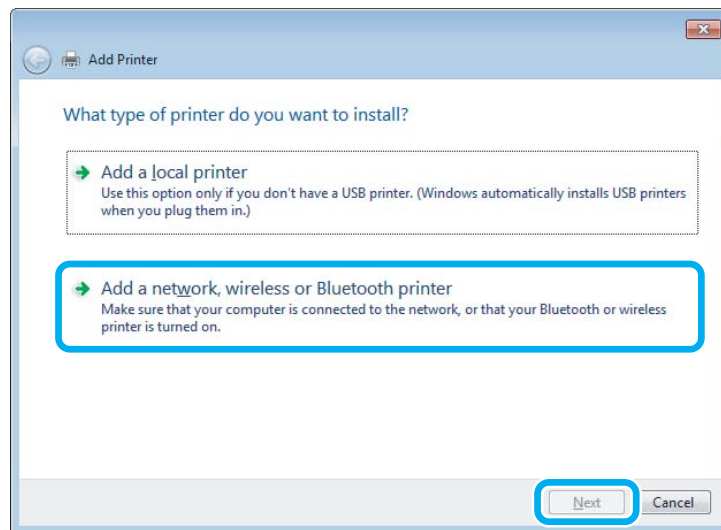 Add Printer
What type of printer do you want to install?
Add a local printer
Use this option only if you don't have a USB printer. (Windows automatically installs USB printers
when you plug them in.)
Add a network, wireless or Bluetooth printer
Make sure that your computer is connected to the network, or that your Bluetooth or wireless
printer is turned on.
Next Cancel